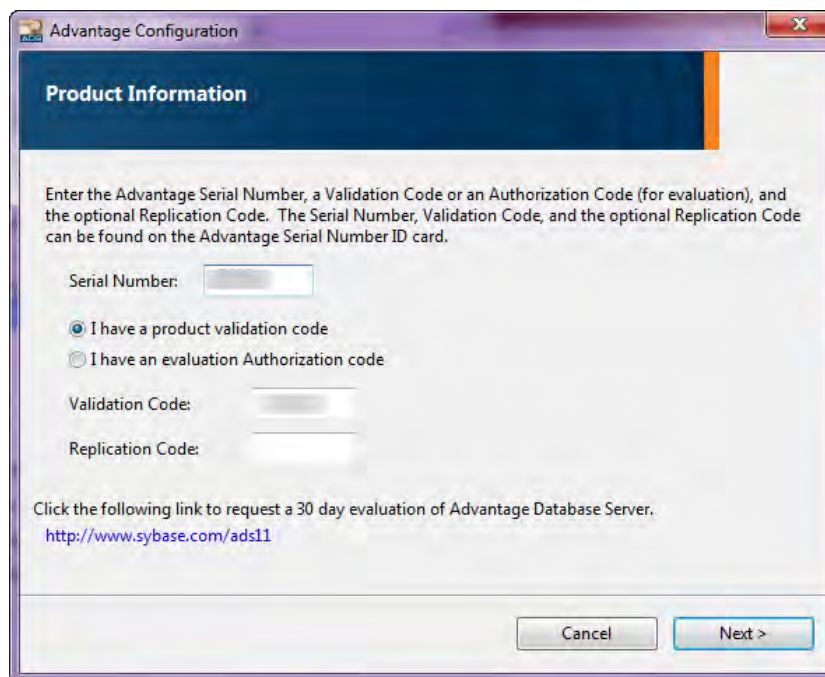 Advantage Configuration
Product Information
Enter the Advantage Serial Number, a Validation Code or an Authorization Code (for evaluation), and
the optional Replication Code. The Serial Number, Validation Code, and the optional Replication Code
can be found on the Advantage Serial Number ID card.
Serial Number:
I have a product validation code
I have an evaluation Authorization code
Validation Code:
Replication Code:
Click the following link to request a 30 day evaluation of Advantage Database Server.
http://www.sybase.com/ads11
Cancel Next >